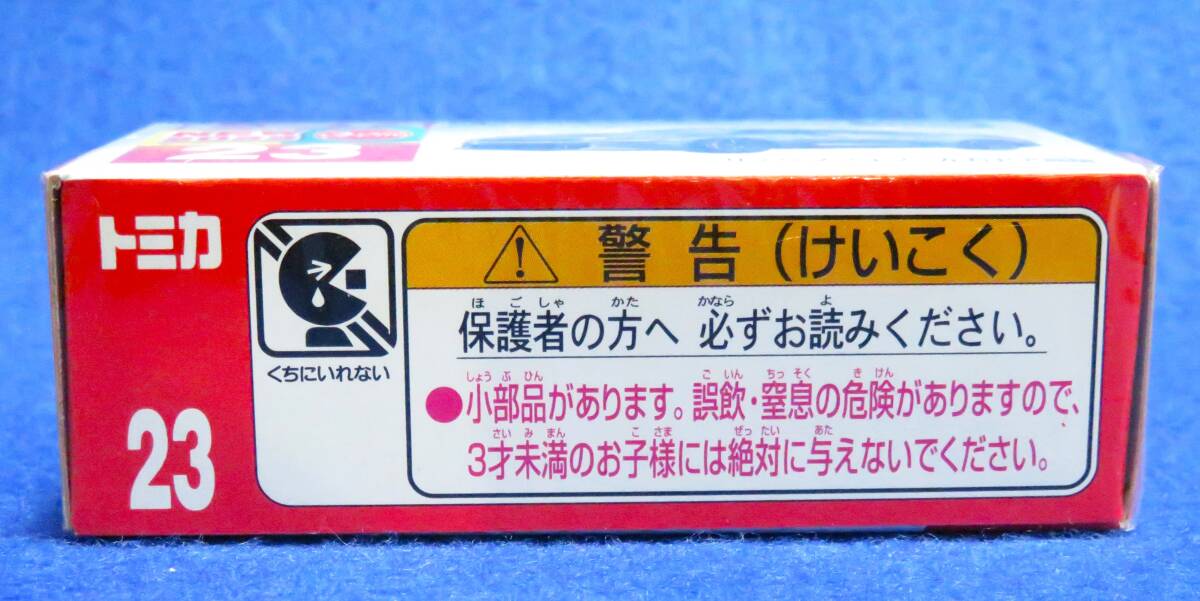 23
トミカ
くちにいれない
23
警告(けいこく)
ほごしゃ かた かなら よ
保護者の方へ 必ずお読みください。
しょうぶひん ごいん ちっそく きけん
●小部品があります。誤飲・窒息の危険がありますので、
さいみまん こさま ぜったい あた
3才未満のお子様には絶対に与えないでください。